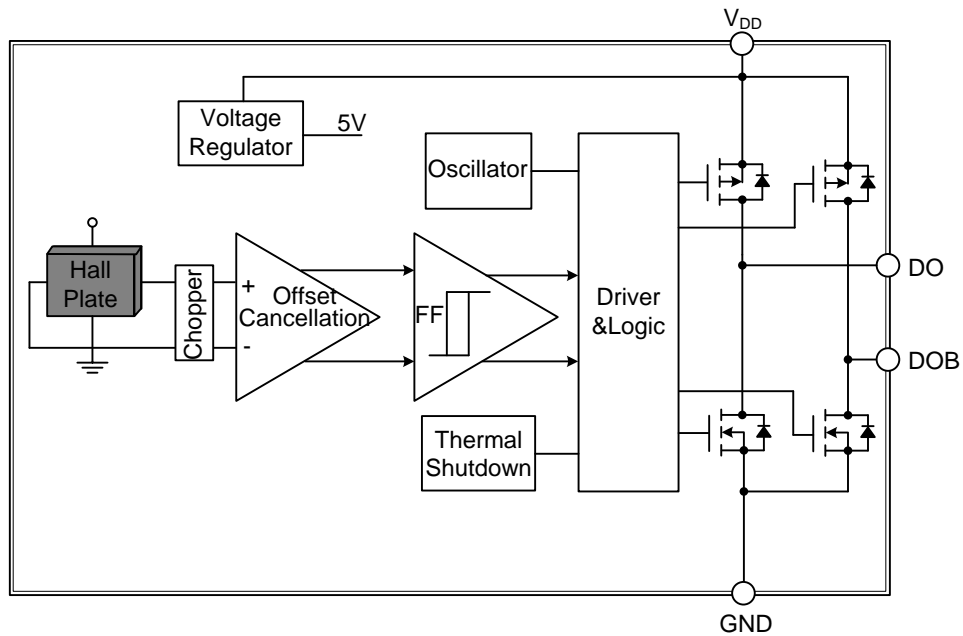 VDD
Voltage
Regulator
5V
Oscillator
Hall
Plate
Chopper
+
-
Offset
Cancellation
FF
Driver
&Logic
DO
DOB
Thermal
Shutdown
GND